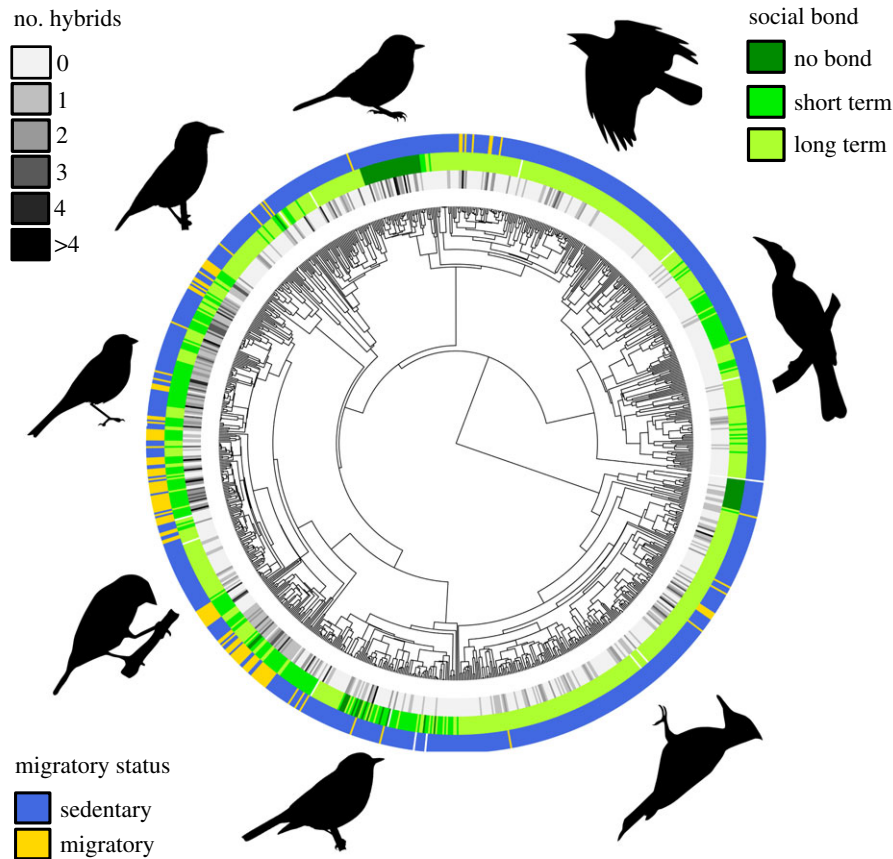 no. hybrids
0
1
2
3
4
>4
social bond
no bond
short term
long term
migratory status
sedentary
migratory